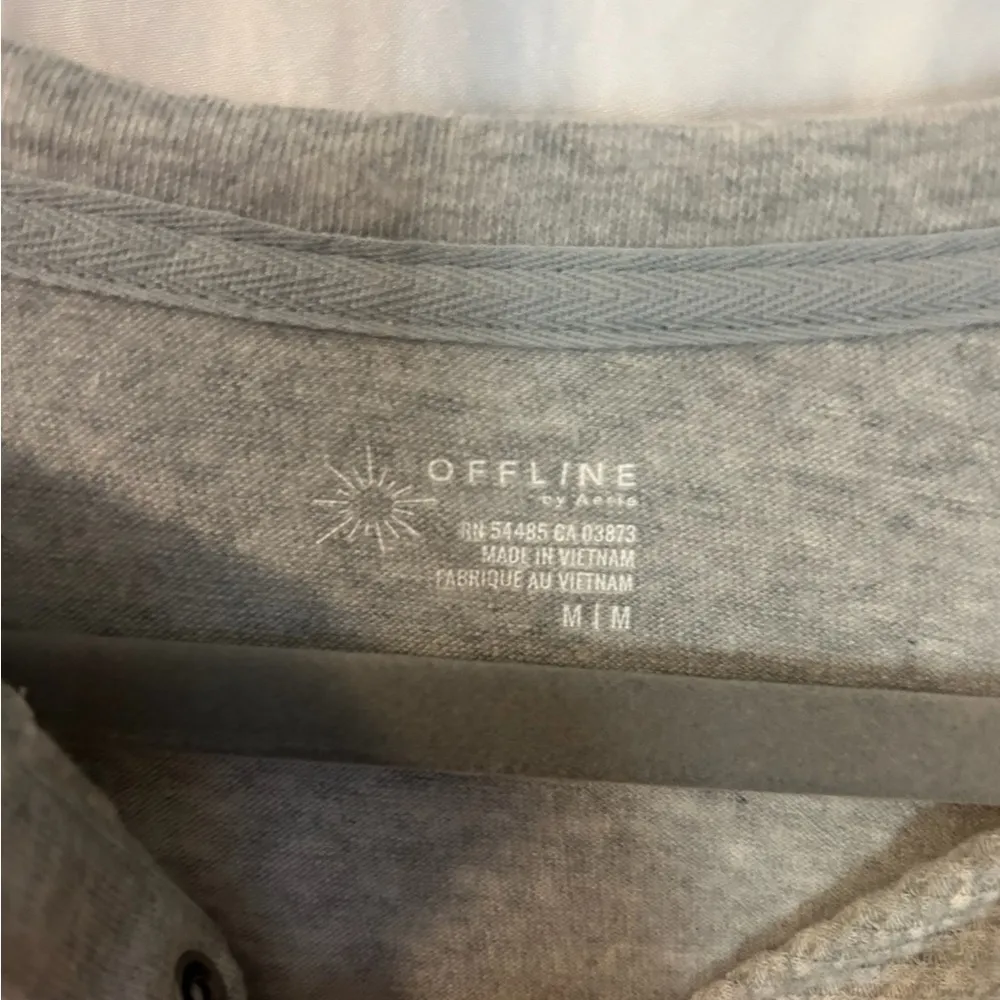 OFFLINE
by Aerie
RN 54485 CA 03873
MADE IN VIETNAM
FABRIQUE AU VIETNAM
M | M